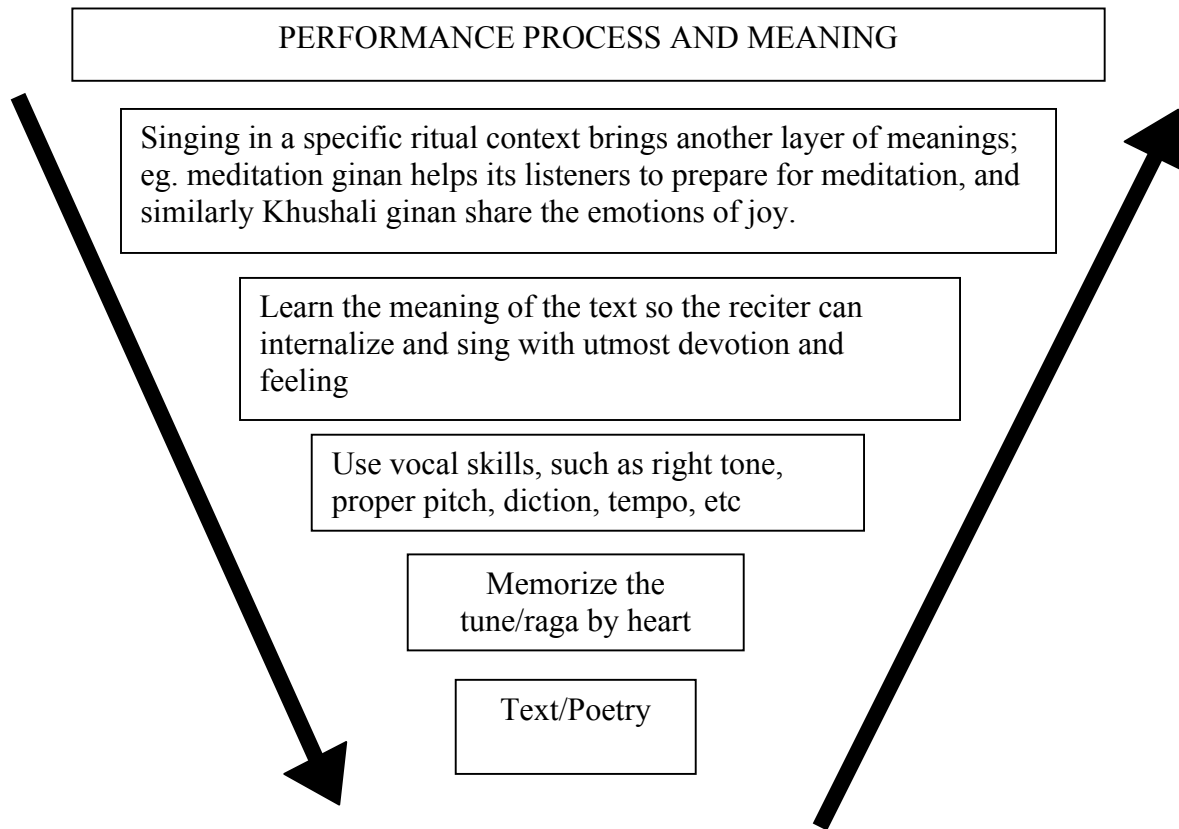 PERFORMANCE PROCESS AND MEANING
Singing in a specific ritual context brings another layer of meanings;
eg. meditation ginan helps its listeners to prepare for meditation, and
similarly Khushali ginan share the emotions of joy.
Learn the meaning of the text so the reciter can
internalize and sing with utmost devotion and
feeling
Use vocal skills, such as right tone,
proper pitch, diction, tempo, etc
Memorize the
tune/raga by heart
Text/Poetry